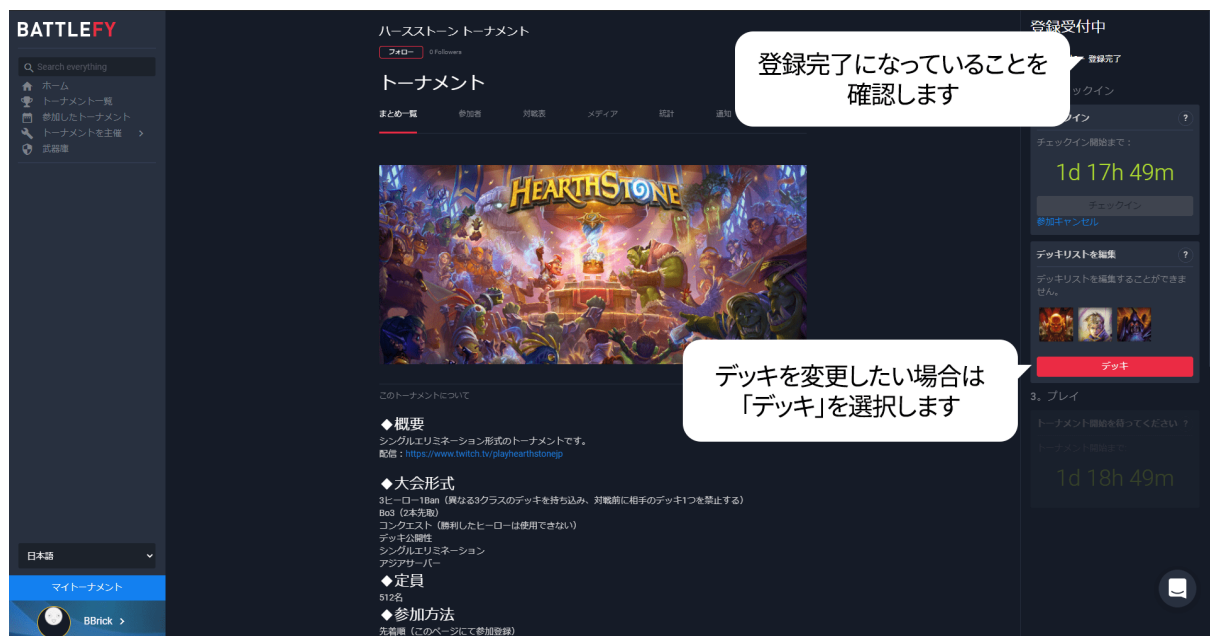 BATTLEFY
Search everything
ホーム
トーナメント一覧
参加したトーナメント
トーナメントを主催
武器庫
日本語
マイトーナメント
BBrick
ハースストーン トーナメント
フォロー 0 Followers
トーナメント
まとめ一覧 参加者 対戦表 メディア 統計 通知
HEARTHSTONE
このトーナメントについて
◆概要
シングルエリミネーション形式のトーナメントです。
配信：https://www.twitch.tv/playhearthstonejp
◆大会形式
3ヒーロー1Ban（異なる3クラスのデッキを持ち込み、対戦前に相手のデッキ1つを禁止する）
Bo3（2本先取）
コンクエスト（勝利したヒーローは使用できない）
デッキ公開性
シングルエリミネーション
アジアサーバー
◆定員
512名
◆参加方法
先着順（このページにて参加登録）
登録受付中
登録完了になっていることを
確認します
登録完了
ックイン
クイン ?
チェックイン開始まで：
1d 17h 49m
チェックイン
参加キャンセル
デッキリストを編集 ?
デッキリストを編集することができま
せん。
デッキ
デッキを変更したい場合は
「デッキ」を選択します
3。プレイ
トーナメント開始を待ってください ?
トーナメント開始まで
1d 18h 49m